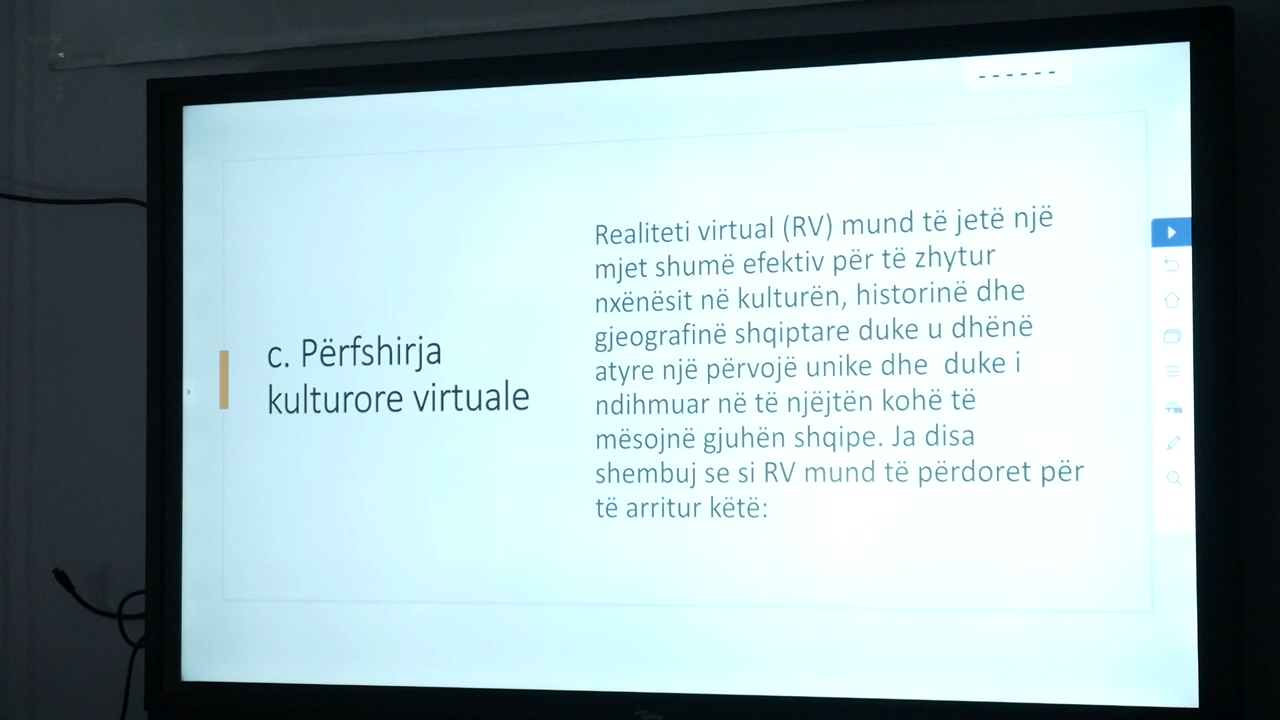 c. Përfshirja
kulturore virtuale
Realiteti virtual (RV) mund të jetë një
mjet shumë efektiv për të zhytur
nxënësit në kulturën, historinë dhe
gjeografinë shqiptare duke u dhënë
atyre një përvojë unike dhe  duke i
ndihmuar në të njëjtën kohë të
mësojnë gjuhën shqipe. Ja disa
shembuj se si RV mund të përdoret për
të arritur këtë: